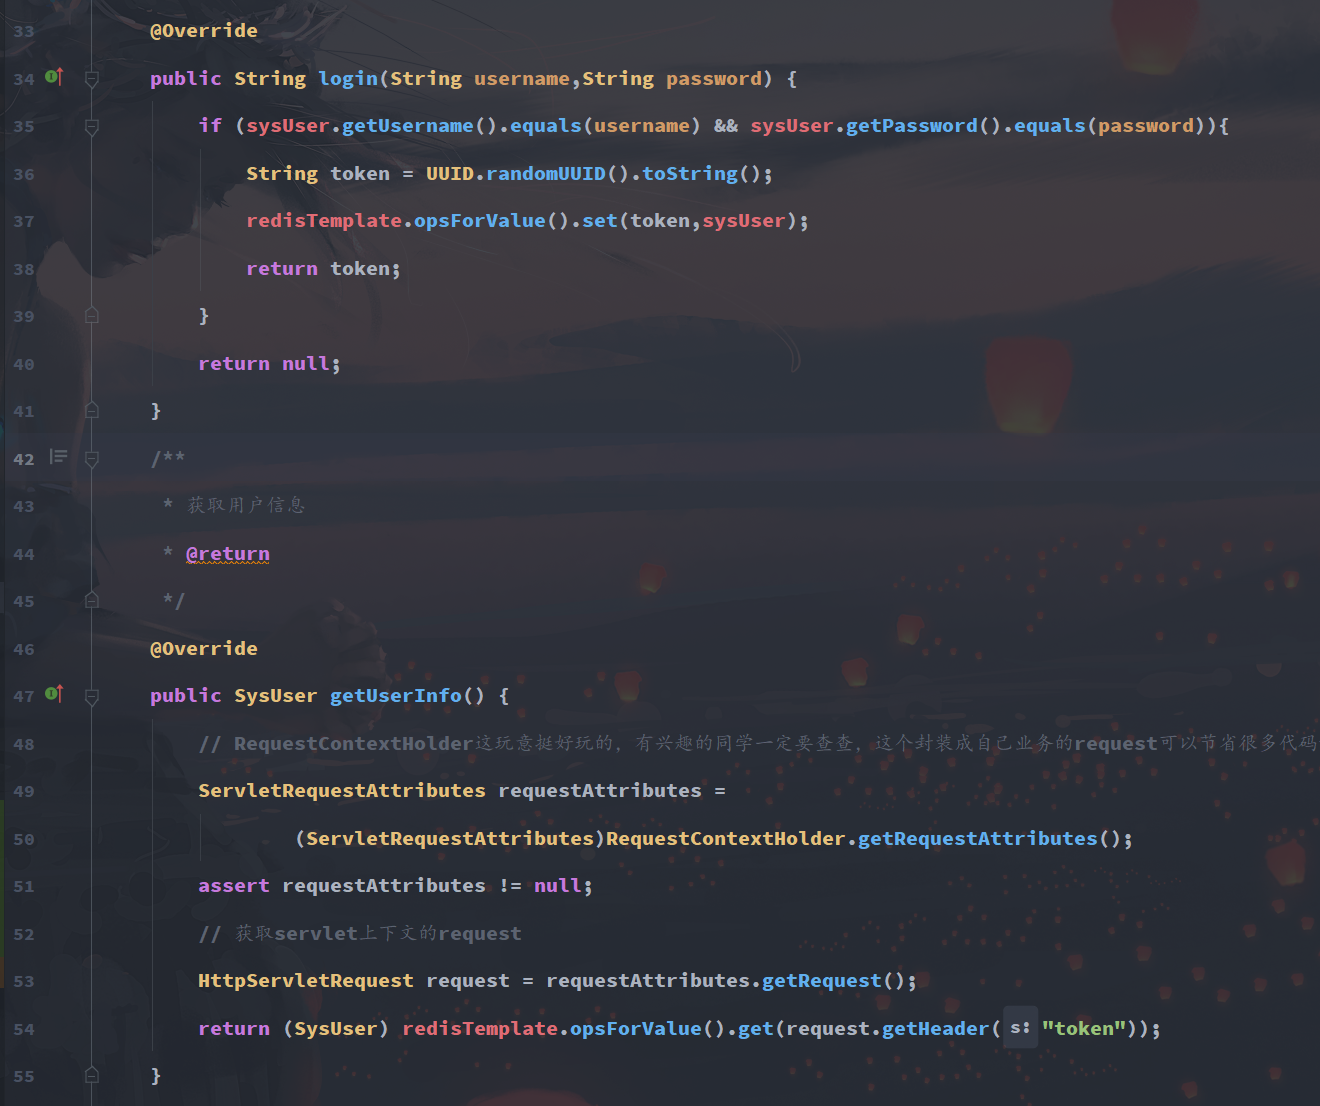 33 @Override
34 public String login(String username,String password) {
35 if (sysUser.getUsername().equals(username) && sysUser.getPassword().equals(password)){
36 String token = UUID.randomUUID().toString();
37 redisTemplate.opsForValue().set(token,sysUser);
38 return token;
39 }
40 return null;
41 }
42 /**
43 * 获取用户信息
44 * @return
45 */
46 @Override
47 public SysUser getUserInfo() {
48 // RequestContextHolder这玩意挺好玩的，有兴趣的同学一定要查查，这个封装成自己业务的request可以节省很多代码
49 ServletRequestAttributes requestAttributes =
50 (ServletRequestAttributes)RequestContextHolder.getRequestAttributes();
51 assert requestAttributes != null;
52 // 获取servlet上下文的request
53 HttpServletRequest request = requestAttributes.getRequest();
54 return (SysUser) redisTemplate.opsForValue().get(request.getHeader( s: "token"));
55 }